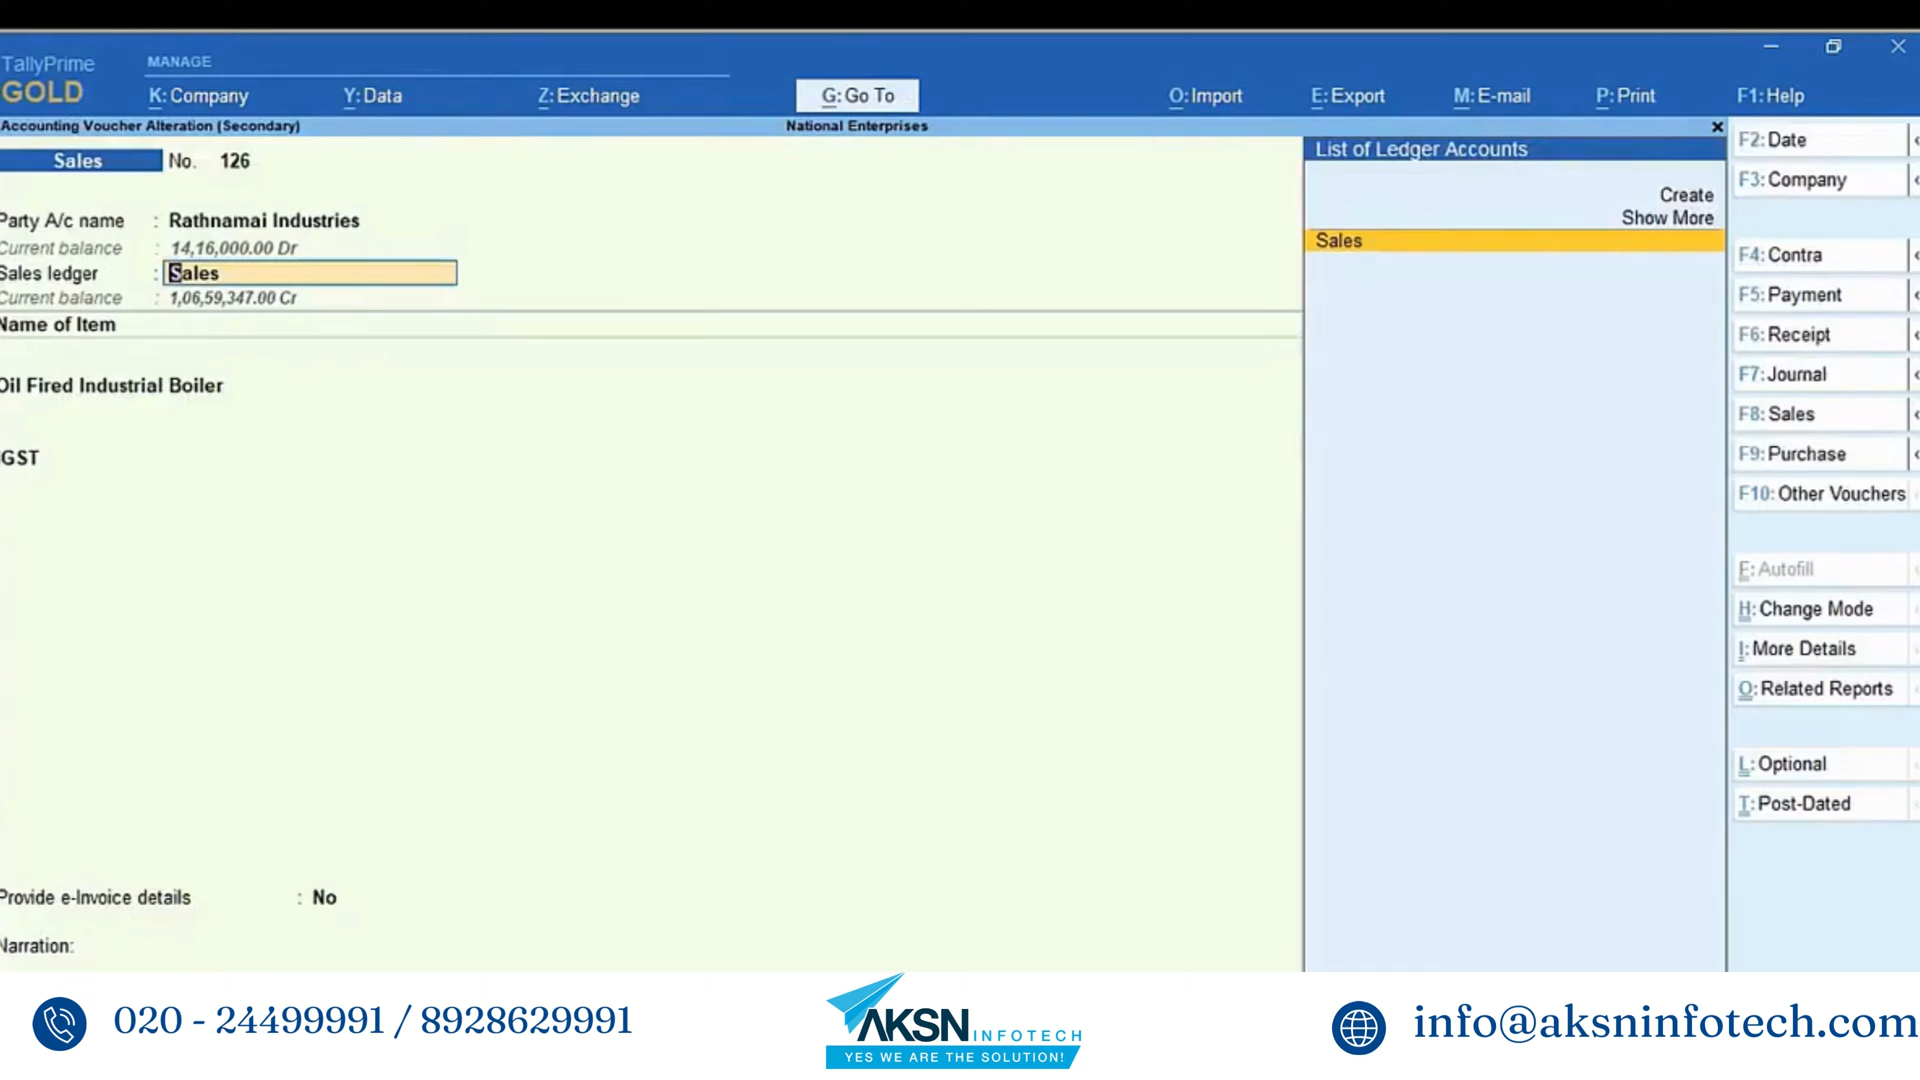 TallyPrime
GOLD
MANAGE
K: Company
Y: Data
Z: Exchange
G: Go To
O: Import
E: Export
M: E-mail
P: Print
F1: Help
Accounting Voucher Alteration (Secondary)
National Enterprises
Sales No. 126
Party A/c name : Rathnamai Industries
Current balance : 14,16,000.00 Dr
Sales ledger : Sales
Current balance : 1,06,59,347.00 Cr
Name of Item
Oil Fired Industrial Boiler
GST
Provide e-Invoice details : No
Narration:
List of Ledger Accounts
Create
Show More
Sales
F2: Date
F3: Company
F4: Contra
F5: Payment
F6: Receipt
F7: Journal
F8: Sales
F9: Purchase
F10: Other Vouchers
F: Autofill
H: Change Mode
I: More Details
O: Related Reports
L: Optional
T: Post-Dated
020 - 24499991 / 8928629991
AKSN INFOTECH
YES WE ARE THE SOLUTION!
info@aksninfotech.com